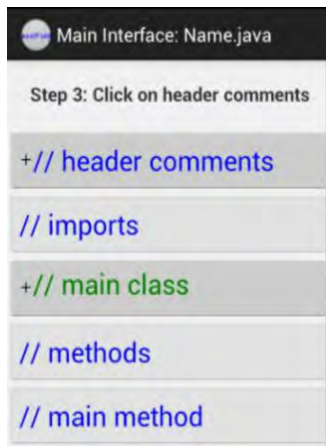 Main Interface: Name.java
Step 3: Click on header comments
+// header comments
// imports
+// main class
// methods
// main method